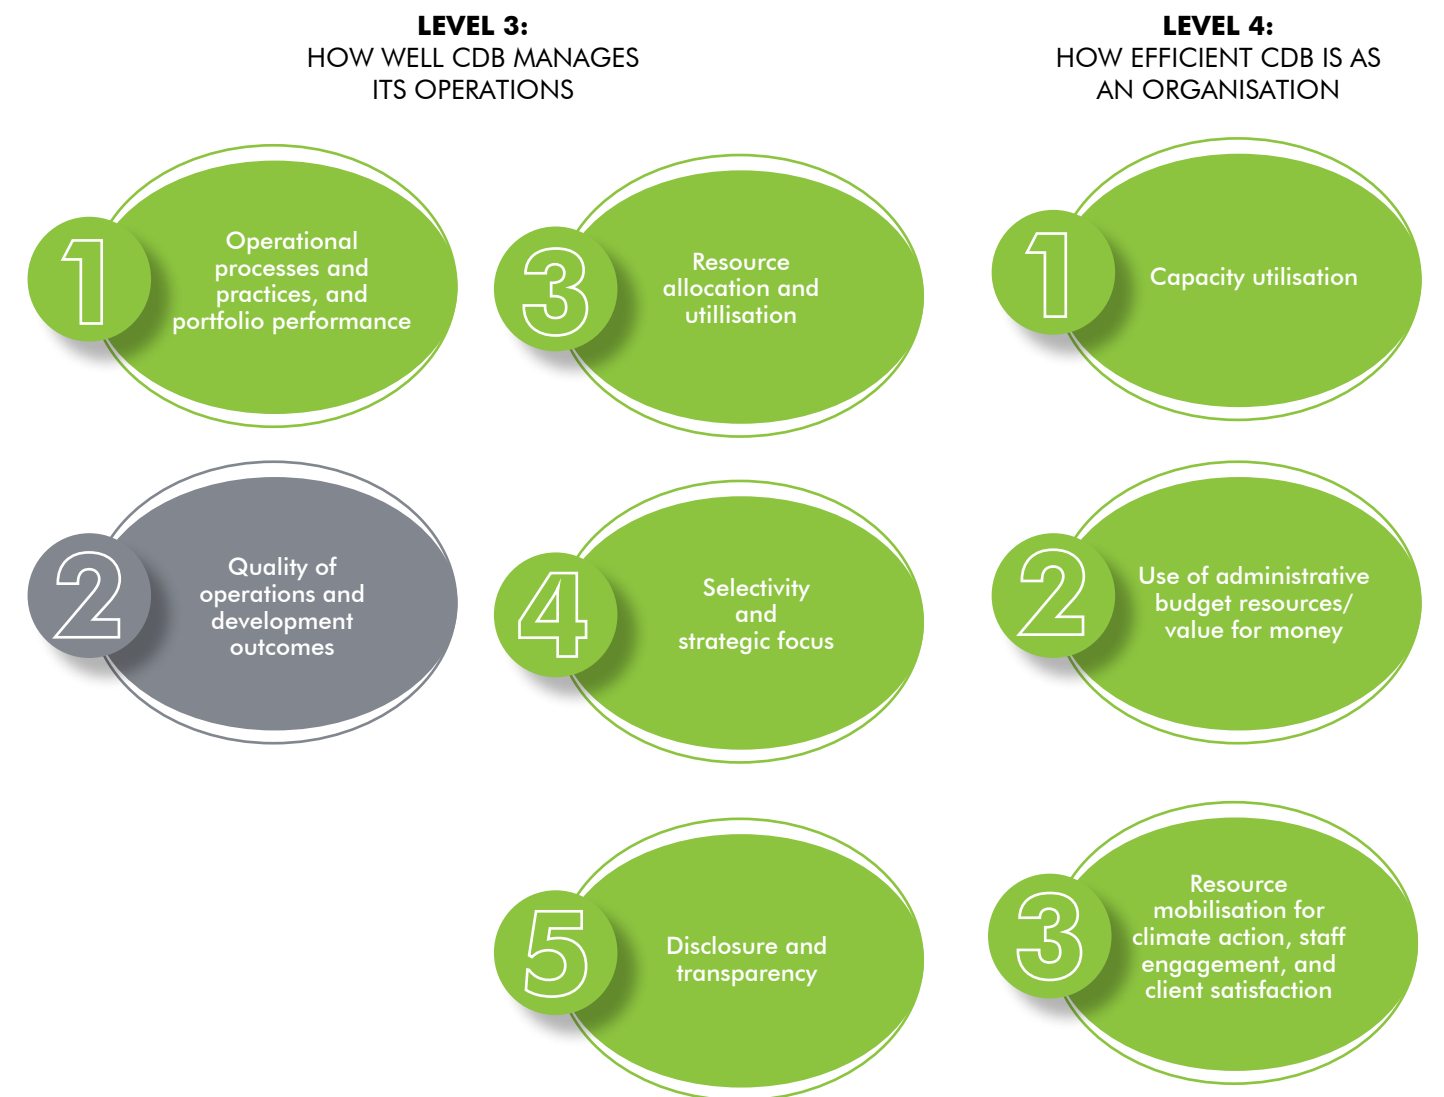 LEVEL 3:
HOW WELL CDB MANAGES
ITS OPERATIONS
1
Operational
processes and
practices, and
portfolio performance
2
Quality of
operations and
development
outcomes
3
Resource
allocation and
utillisation
4
Selectivity
and
strategic focus
5
Disclosure and
transparency
LEVEL 4:
HOW EFFICIENT CDB IS AS
AN ORGANISATION
1
Capacity utilisation
2
Use of administrative
budget resources/
value for money
3
Resource
mobilisation for
climate action, staff
engagement, and
client satisfaction